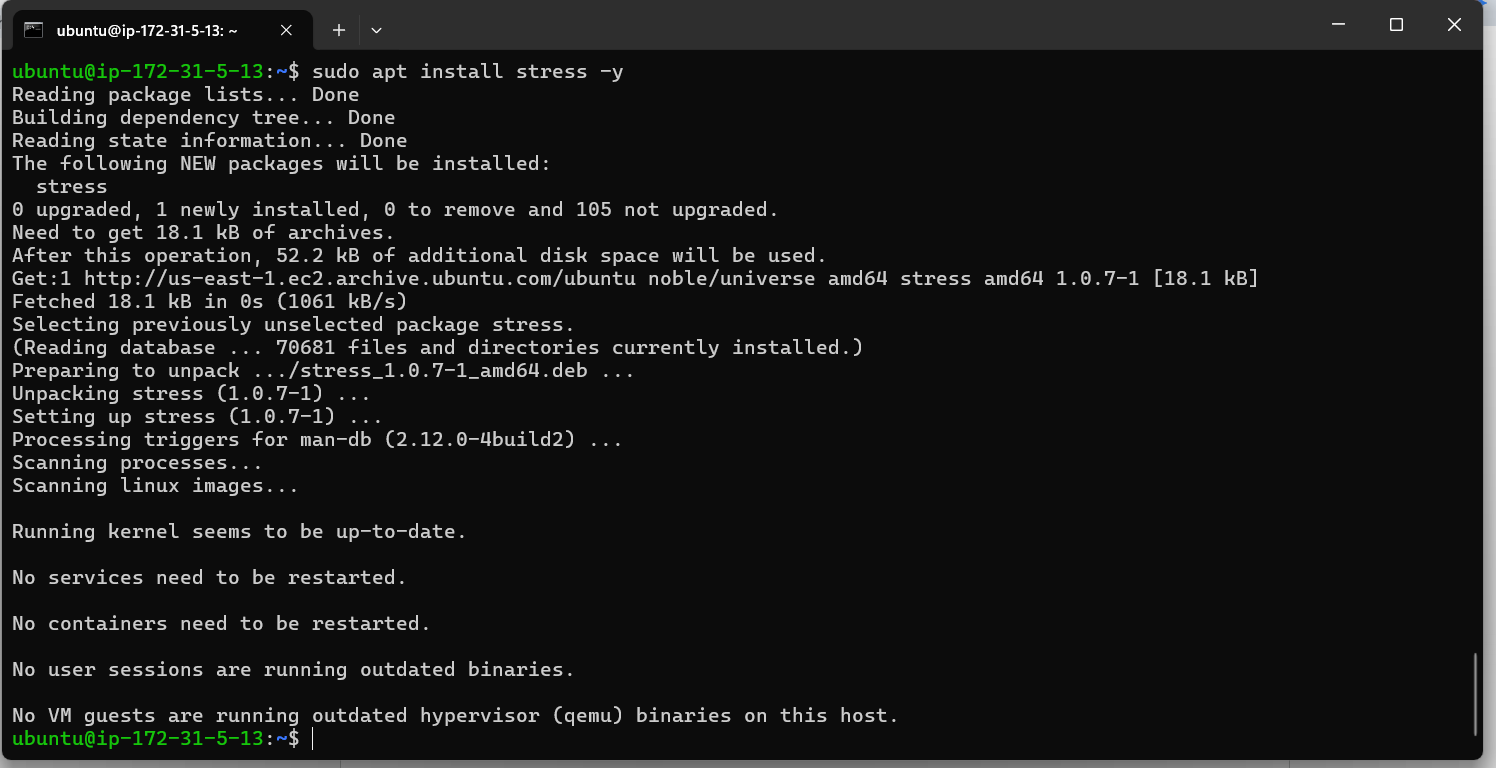 ubuntu@ip-172-31-5-13: ~
ubuntu@ip-172-31-5-13:~$ sudo apt install stress -y
Reading package lists... Done
Building dependency tree... Done
Reading state information... Done
The following NEW packages will be installed:
  stress
0 upgraded, 1 newly installed, 0 to remove and 105 not upgraded.
Need to get 18.1 kB of archives.
After this operation, 52.2 kB of additional disk space will be used.
Get:1 http://us-east-1.ec2.archive.ubuntu.com/ubuntu noble/universe amd64 stress amd64 1.0.7-1 [18.1 kB]
Fetched 18.1 kB in 0s (1061 kB/s)
Selecting previously unselected package stress.
(Reading database ... 70681 files and directories currently installed.)
Preparing to unpack .../stress_1.0.7-1_amd64.deb ...
Unpacking stress (1.0.7-1) ...
Setting up stress (1.0.7-1) ...
Processing triggers for man-db (2.12.0-4build2) ...
Scanning processes...
Scanning linux images...
Running kernel seems to be up-to-date.
No services need to be restarted.
No containers need to be restarted.
No user sessions are running outdated binaries.
No VM guests are running outdated hypervisor (qemu) binaries on this host.
ubuntu@ip-172-31-5-13:~$